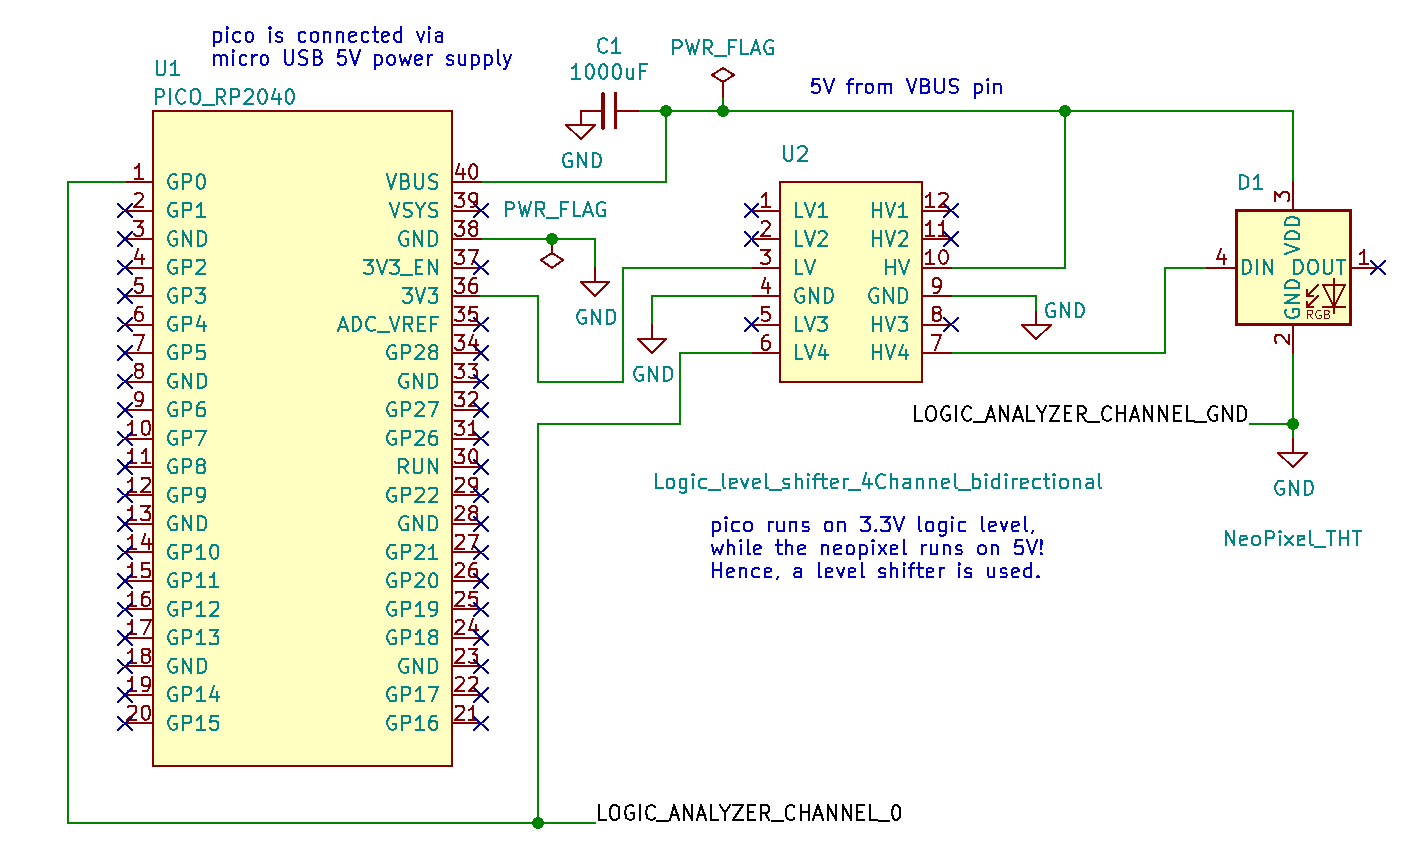 pico is connected via
micro USB 5V power supply
U1
PICO_RP2040
C1
1000uF
GND
PWR_FLAG
5V from VBUS pin
1 GP0 VBUS 40
2 GP1 VSYS 39
3 GND GND 38
4 GP2 3V3_EN 37
5 GP3 3V3 36
6 GP4 ADC_VREF 35
7 GP5 GP28 34
8 GND GND 33
9 GP6 GP27 32
10 GP7 GP26 31
11 GP8 RUN 30
12 GP9 GP22 29
13 GND GND 28
14 GP10 GP21 27
15 GP11 GP20 26
16 GP12 GP19 25
17 GP13 GP18 24
18 GND GND 23
19 GP14 GP17 22
20 GP15 GP16 21
PWR_FLAG
GND
U2
1 LV1 HV1 12
2 LV2 HV2 11
3 LV HV 10
4 GND GND 9
5 LV3 HV3 8
6 LV4 HV4 7
GND
GND
D1
3
VDD
4 DIN DOUT 1
GND
RGB
2
LOGIC_ANALYZER_CHANNEL_GND
GND
Logic_level_shifter_4Channel_bidirectional
pico runs on 3.3V logic level,
while the neopixel runs on 5V!
Hence, a level shifter is used.
NeoPixel_THT
LOGIC_ANALYZER_CHANNEL_0